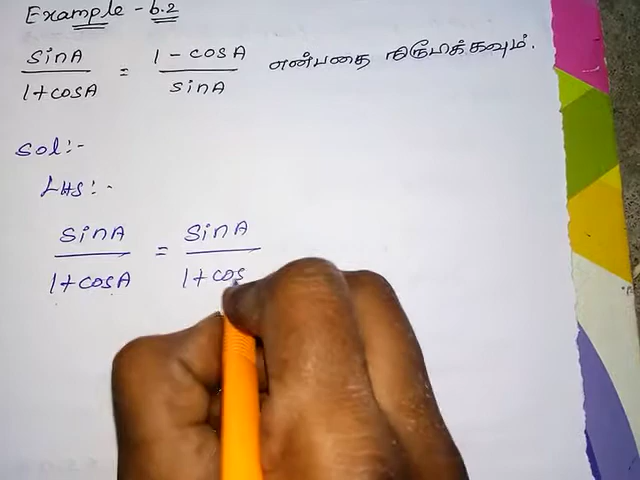 Example - 6.2
sinA / 1+cosA = 1 - cosA / sinA என்பதை நிரூபிக்கவும்.
Sol:-
LHS:-
sinA / 1+cosA = sinA / 1+cos